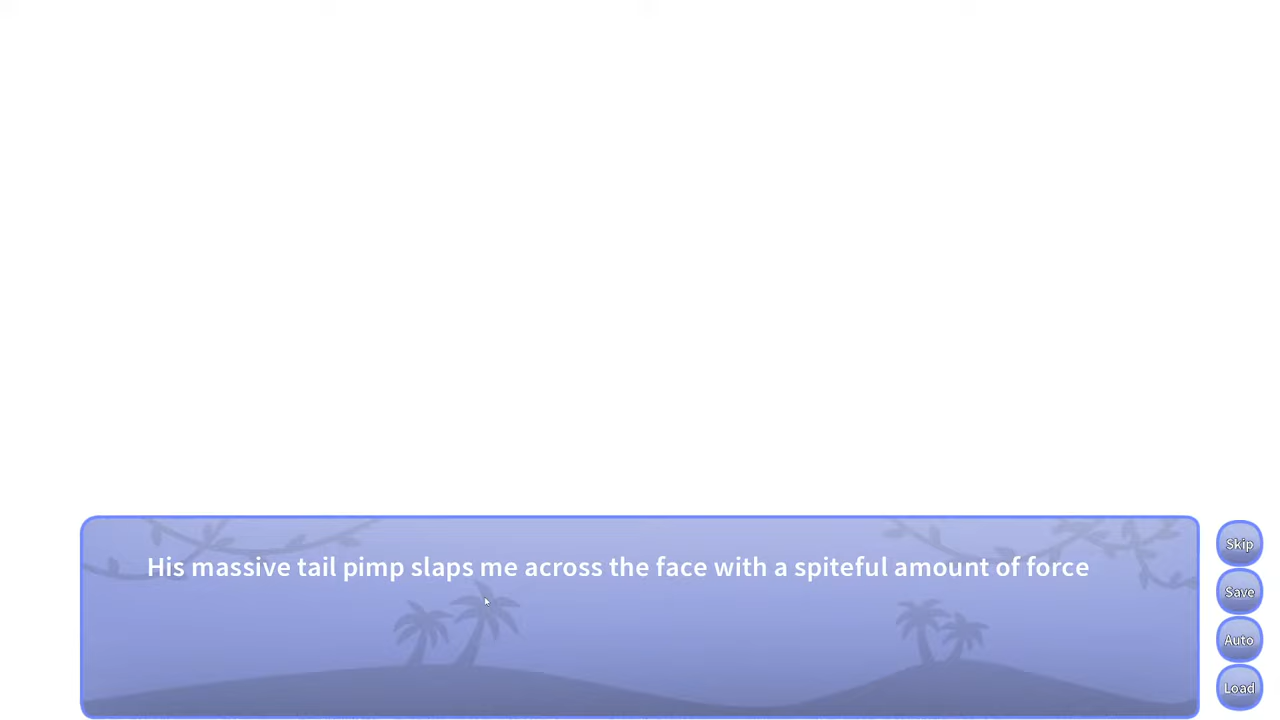 His massive tail pimp slaps me across the face with a spiteful amount of force
Skip
Save
Auto
Load